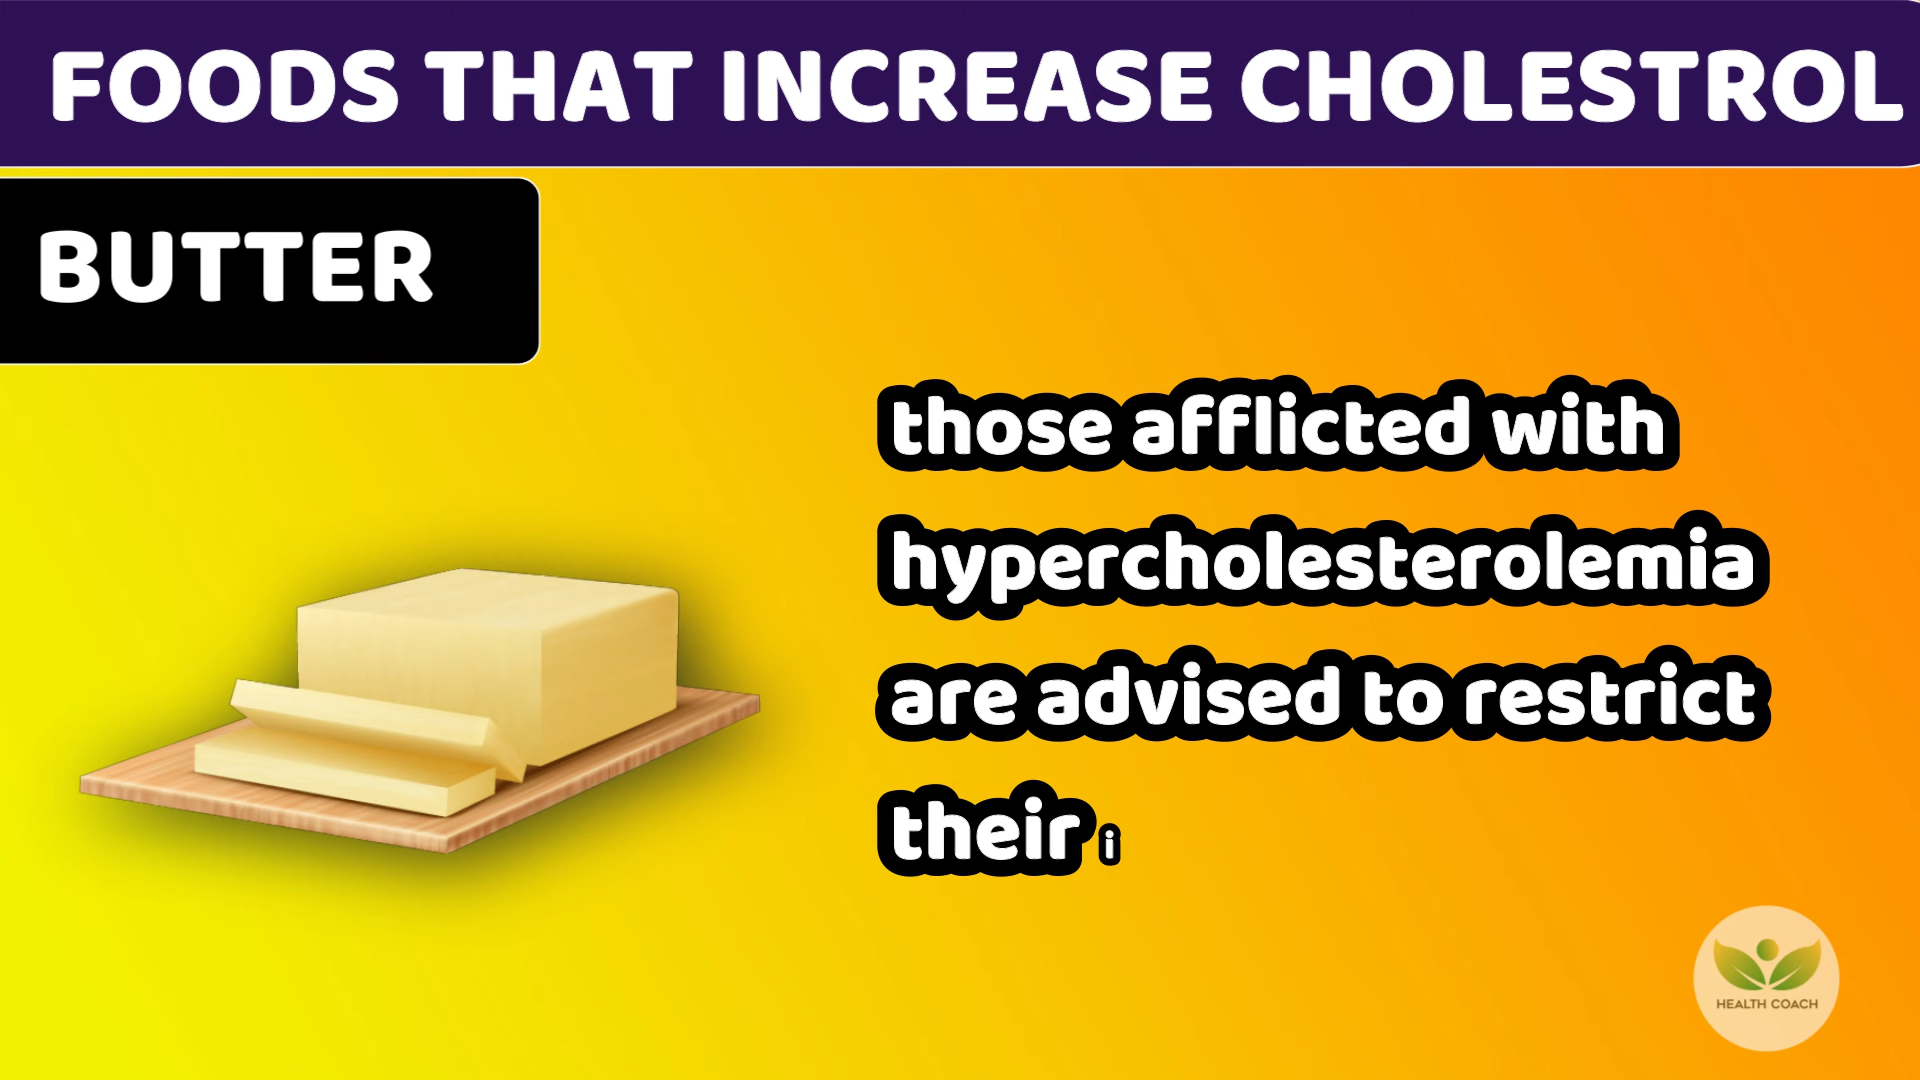 FOODS THAT INCREASE CHOLESTROL
BUTTER
those afflicted with
hypercholesterolemia
are advised to restrict
their i
HEALTH COACH